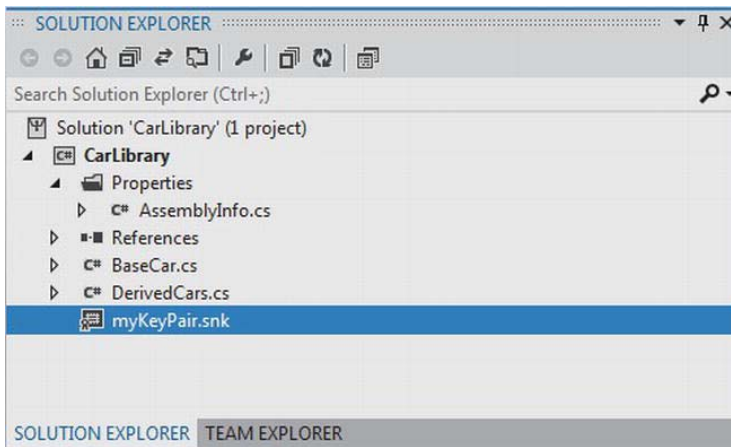 SOLUTION EXPLORER
Search Solution Explorer (Ctrl+;)
Solution 'CarLibrary' (1 project)
C# CarLibrary
Properties
C# AssemblyInfo.cs
References
C# BaseCar.cs
C# DerivedCars.cs
myKeyPair.snk
SOLUTION EXPLORER TEAM EXPLORER